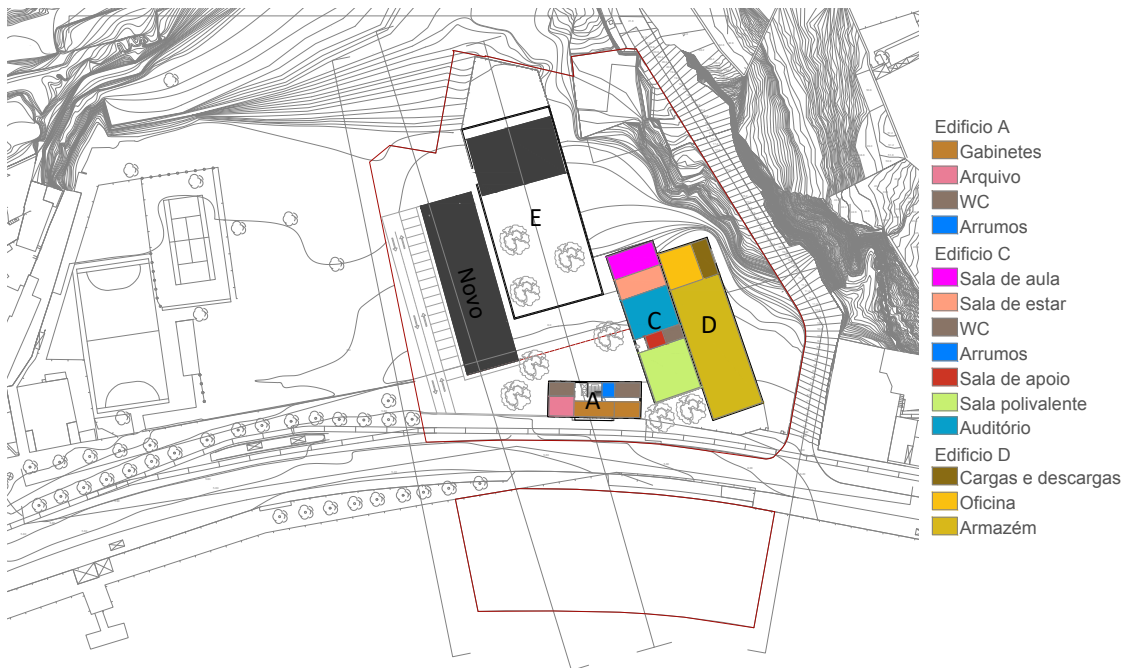 E
Novo
C
D
A
Edificio A
Gabinetes
Arquivo
WC
Arrumos
Edificio C
Sala de aula
Sala de estar
WC
Arrumos
Sala de apoio
Sala polivalente
Auditório
Edificio D
Cargas e descargas
Oficina
Armazém